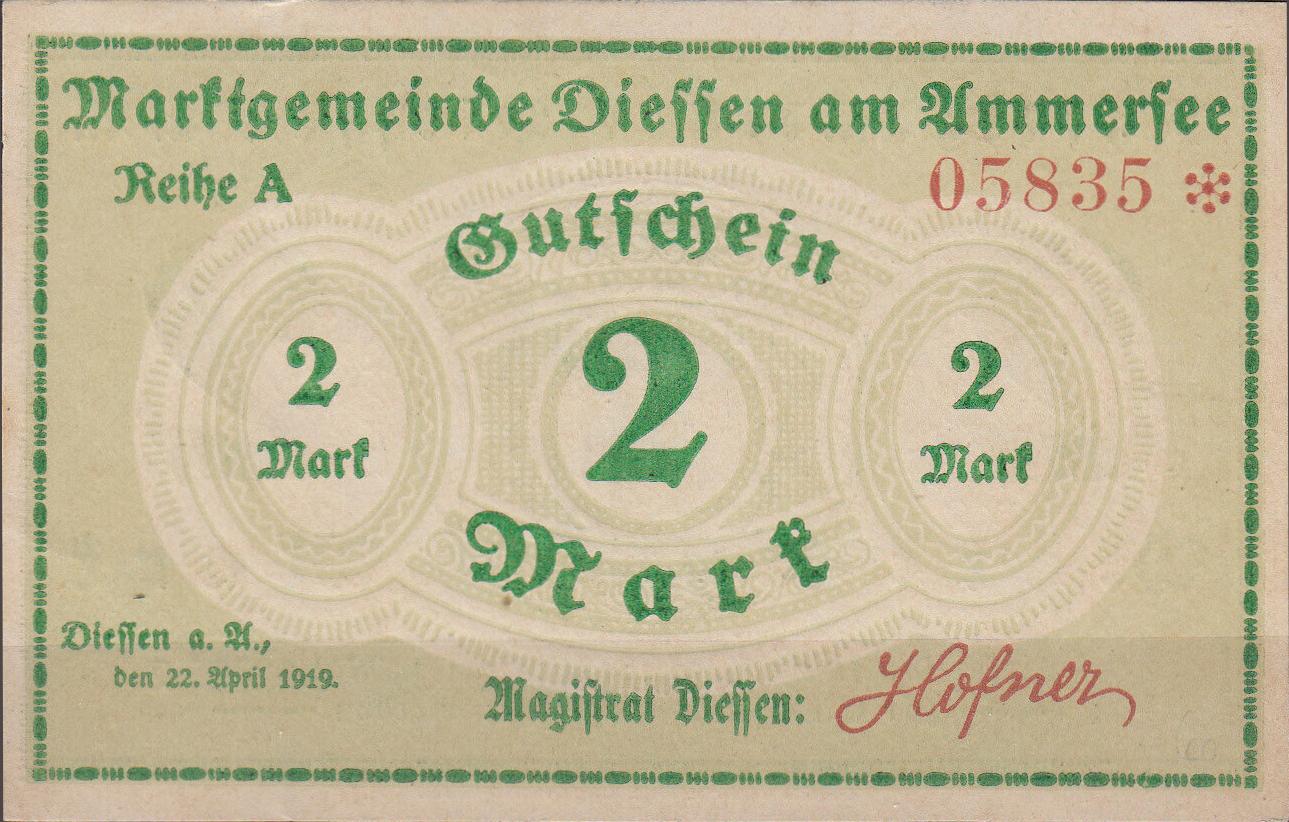 Marktgemeinde Diessen am Ammersee
Reihe A
05835
Gutschein
2
Mark
2
Mark
2
Mark
Diessen a. A.,
den 22. April 1919.
Magistrat Diessen:
Hofner